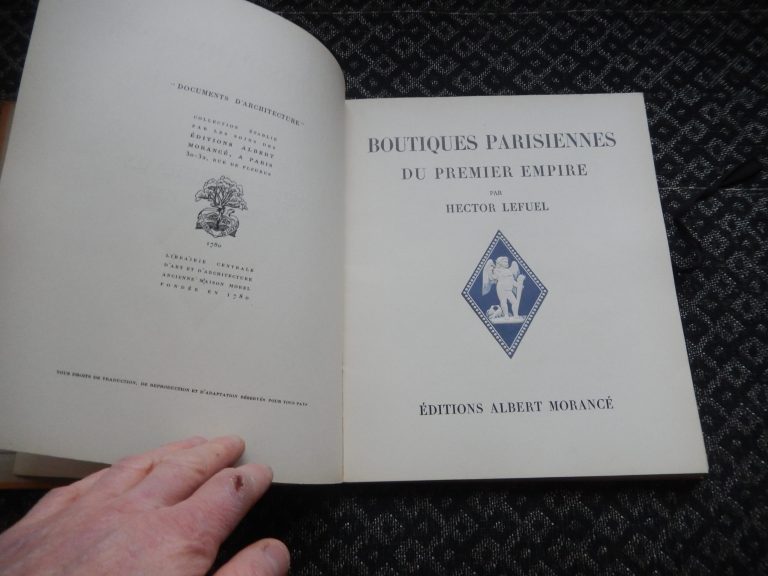 "DOCUMENTS D'ARCHITECTURE"
COLLECTION ÉTABLIE
PAR LES SOINS DES
ÉDITIONS ALBERT
MORANCÉ, A PARIS
30-32, RUE DE FLEURUS
1780
LIBRAIRIE CENTRALE
D'ART ET D'ARCHITECTURE
ANCIENNE MAISON MOREL
FONDÉE EN 1780
TOUS DROITS DE TRADUCTION, DE REPRODUCTION ET D'ADAPTATION RÉSERVÉS POUR TOUS PAYS
BOUTIQUES PARISIENNES
DU PREMIER EMPIRE
PAR
HECTOR LEFUEL
ÉDITIONS ALBERT MORANCÉ